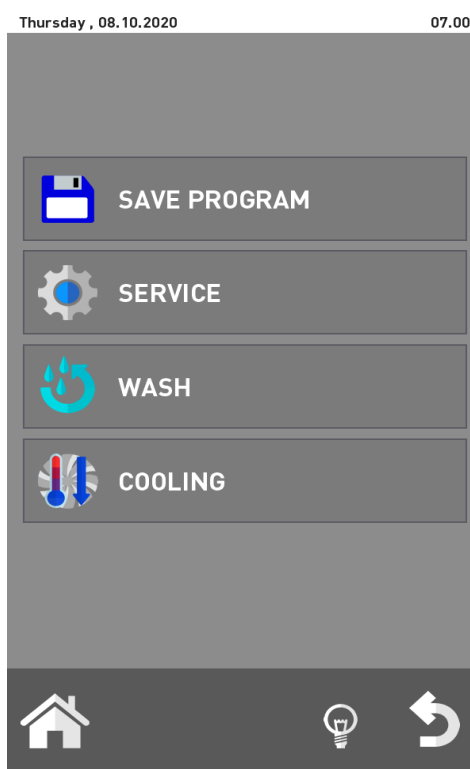 Thursday , 08.10.2020 07.00
SAVE PROGRAM
SERVICE
WASH
COOLING